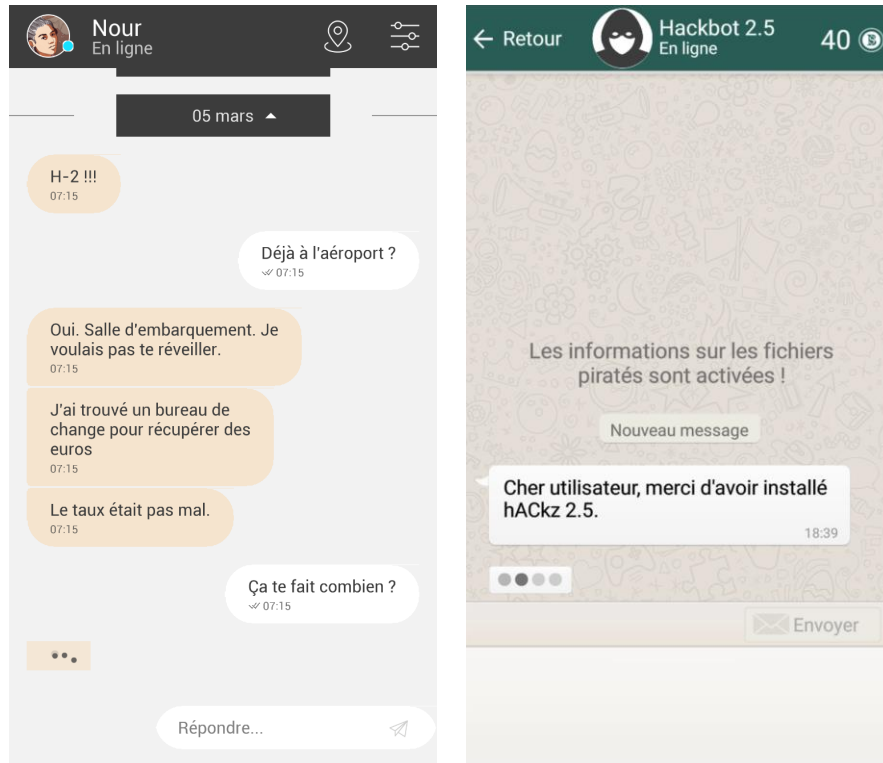 Nour
En ligne
05 mars
H-2 !!!
07:15
Déjà à l'aéroport ?
07:15
Oui. Salle d'embarquement. Je
voulais pas te réveiller.
07:15
J'ai trouvé un bureau de
change pour récupérer des
euros
07:15
Le taux était pas mal.
07:15
Ça te fait combien ?
07:15
Répondre...
Retour
Hackbot 2.5
En ligne
40
Les informations sur les fichiers
piratés sont activées !
Nouveau message
Cher utilisateur, merci d'avoir installé
hACkz 2.5.
18:39
Envoyer